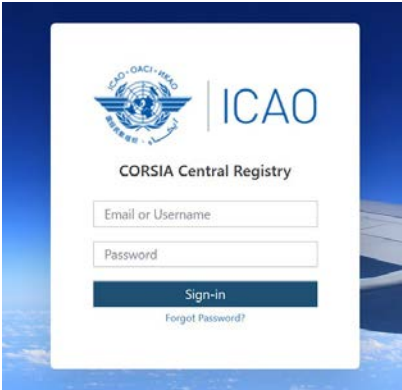 ICAO · OACI · ИКАО
ICAO
CORSIA Central Registry
Email or Username
Password
Sign-in
Forgot Password?